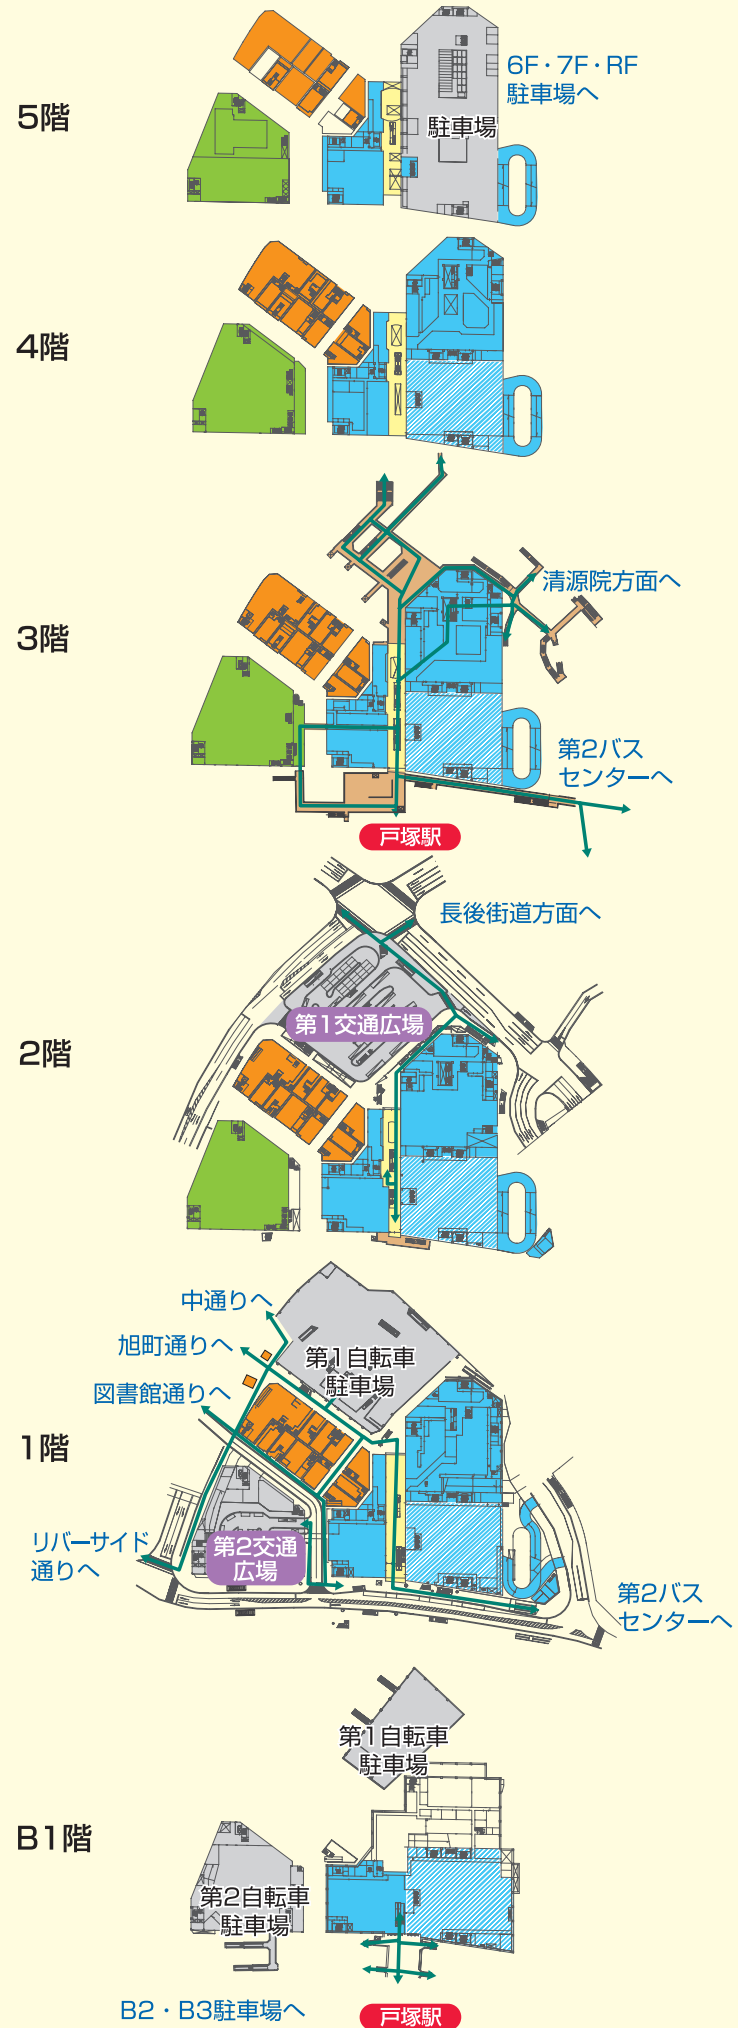 6F・7F・RF
駐車場へ
5階
駐車場
4階
清源院方面へ
3階
第2バス
センターへ
戸塚駅
長後街道方面へ
第1交通広場
2階
中通りへ
旭町通りへ
第1自転車
駐車場
図書館通りへ
1階
リバーサイド
通りへ
第2交通
広場
第2バス
センターへ
第1自転車
駐車場
B1階
第2自転車
駐車場
B2・B3駐車場へ
戸塚駅